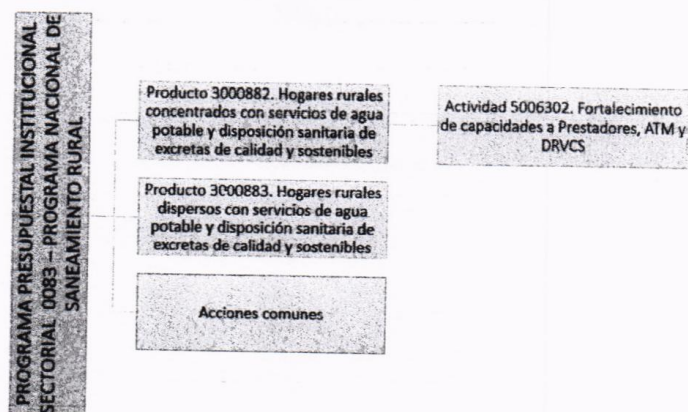 PROGRAMA PRESUPUESTAL INSTITUCIONAL
SECTORIAL 0083 – PROGRAMA NACIONAL DE
SANEAMIENTO RURAL
Producto 3000882. Hogares rurales
concentrados con servicios de agua
potable y disposición sanitaria de
excretas de calidad y sostenibles
Actividad 5006302. Fortalecimiento
de capacidades a Prestadores, ATM y
DRVCS
Producto 3000883. Hogares rurales
dispersos con servicios de agua
potable y disposición sanitaria de
excretas de calidad y sostenibles
Acciones comunes